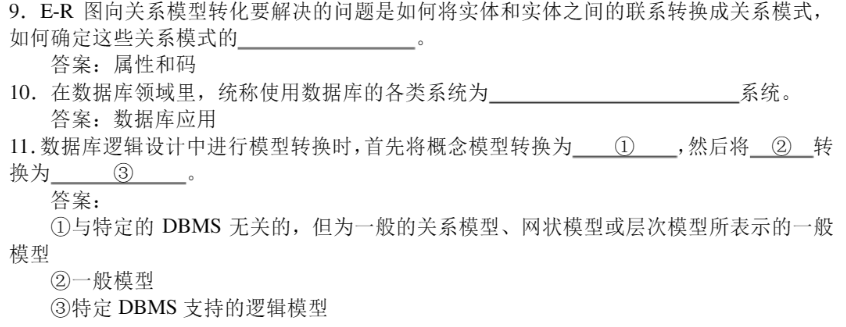 9．E-R 图向关系模型转化要解决的问题是如何将实体和实体之间的联系转换成关系模式，
如何确定这些关系模式的____________________。
答案：属性和码
10．在数据库领域里，统称使用数据库的各类系统为____________________________系统。
答案：数据库应用
11.数据库逻辑设计中进行模型转换时,首先将概念模型转换为____①____,然后将__②__转
换为______③______。
答案：
①与特定的 DBMS 无关的，但为一般的关系模型、网状模型或层次模型所表示的一般
模型
②一般模型
③特定 DBMS 支持的逻辑模型